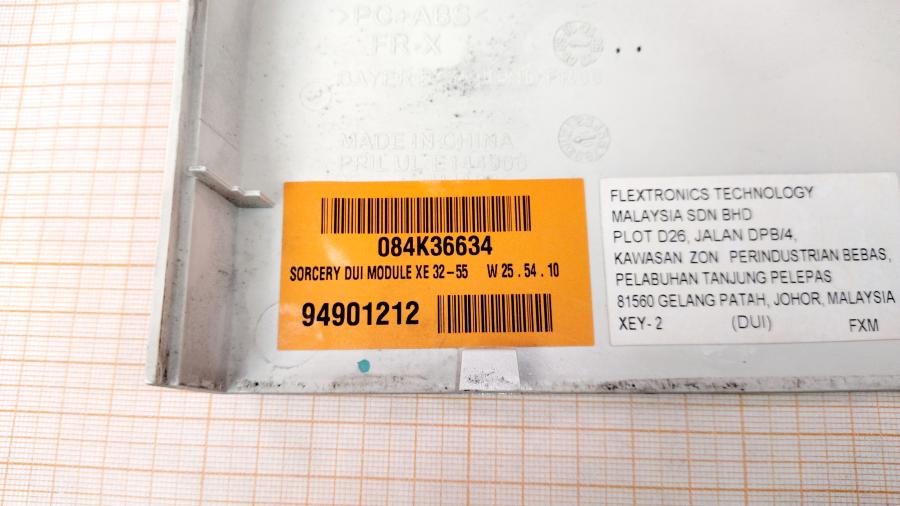 >PC+ABS<
FR-X
MADE IN CHINA
084K36634
SORCERY DUI MODULE XE 32-55 W 25 . 54 . 10
94901212
FLEXTRONICS TECHNOLOGY
MALAYSIA SDN BHD
PLOT D26, JALAN DPB/4,
KAWASAN ZON PERINDUSTRIAN BEBAS,
PELABUHAN TANJUNG PELEPAS
81560 GELANG PATAH, JOHOR, MALAYSIA
XEY- 2 (DUI) FXM